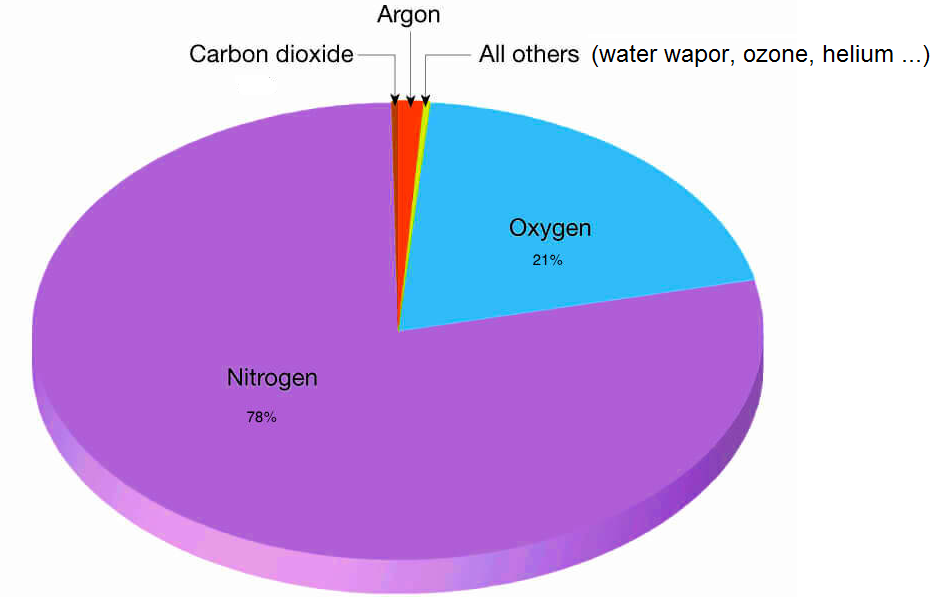 Argon
Carbon dioxide
All others (water wapor, ozone, helium ...)
Oxygen
21%
Nitrogen
78%